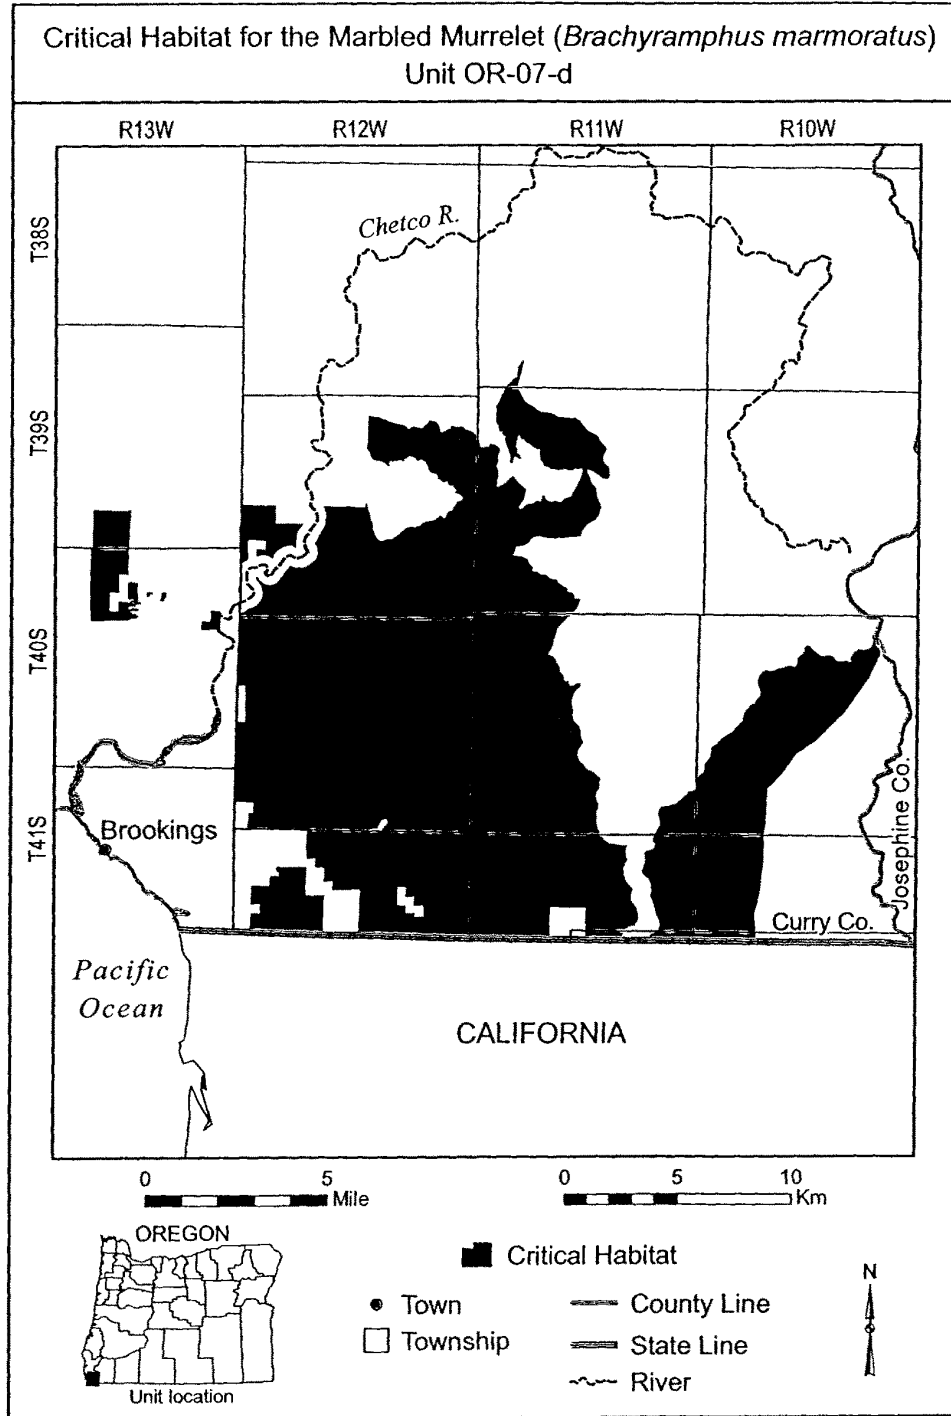 Critical Habitat for the Marbled Murrelet (Brachyramphus marmoratus)
Unit OR-07-d
R13W R12W R11W R10W
T38S
Chetco R.
T39S
T40S
T41S
Brookings
Josephine Co.
Curry Co.
Pacific
Ocean
CALIFORNIA
0 5 Mile
0 5 10 Km
OREGON
Unit location
Critical Habitat
Town
Township
County Line
State Line
River
N